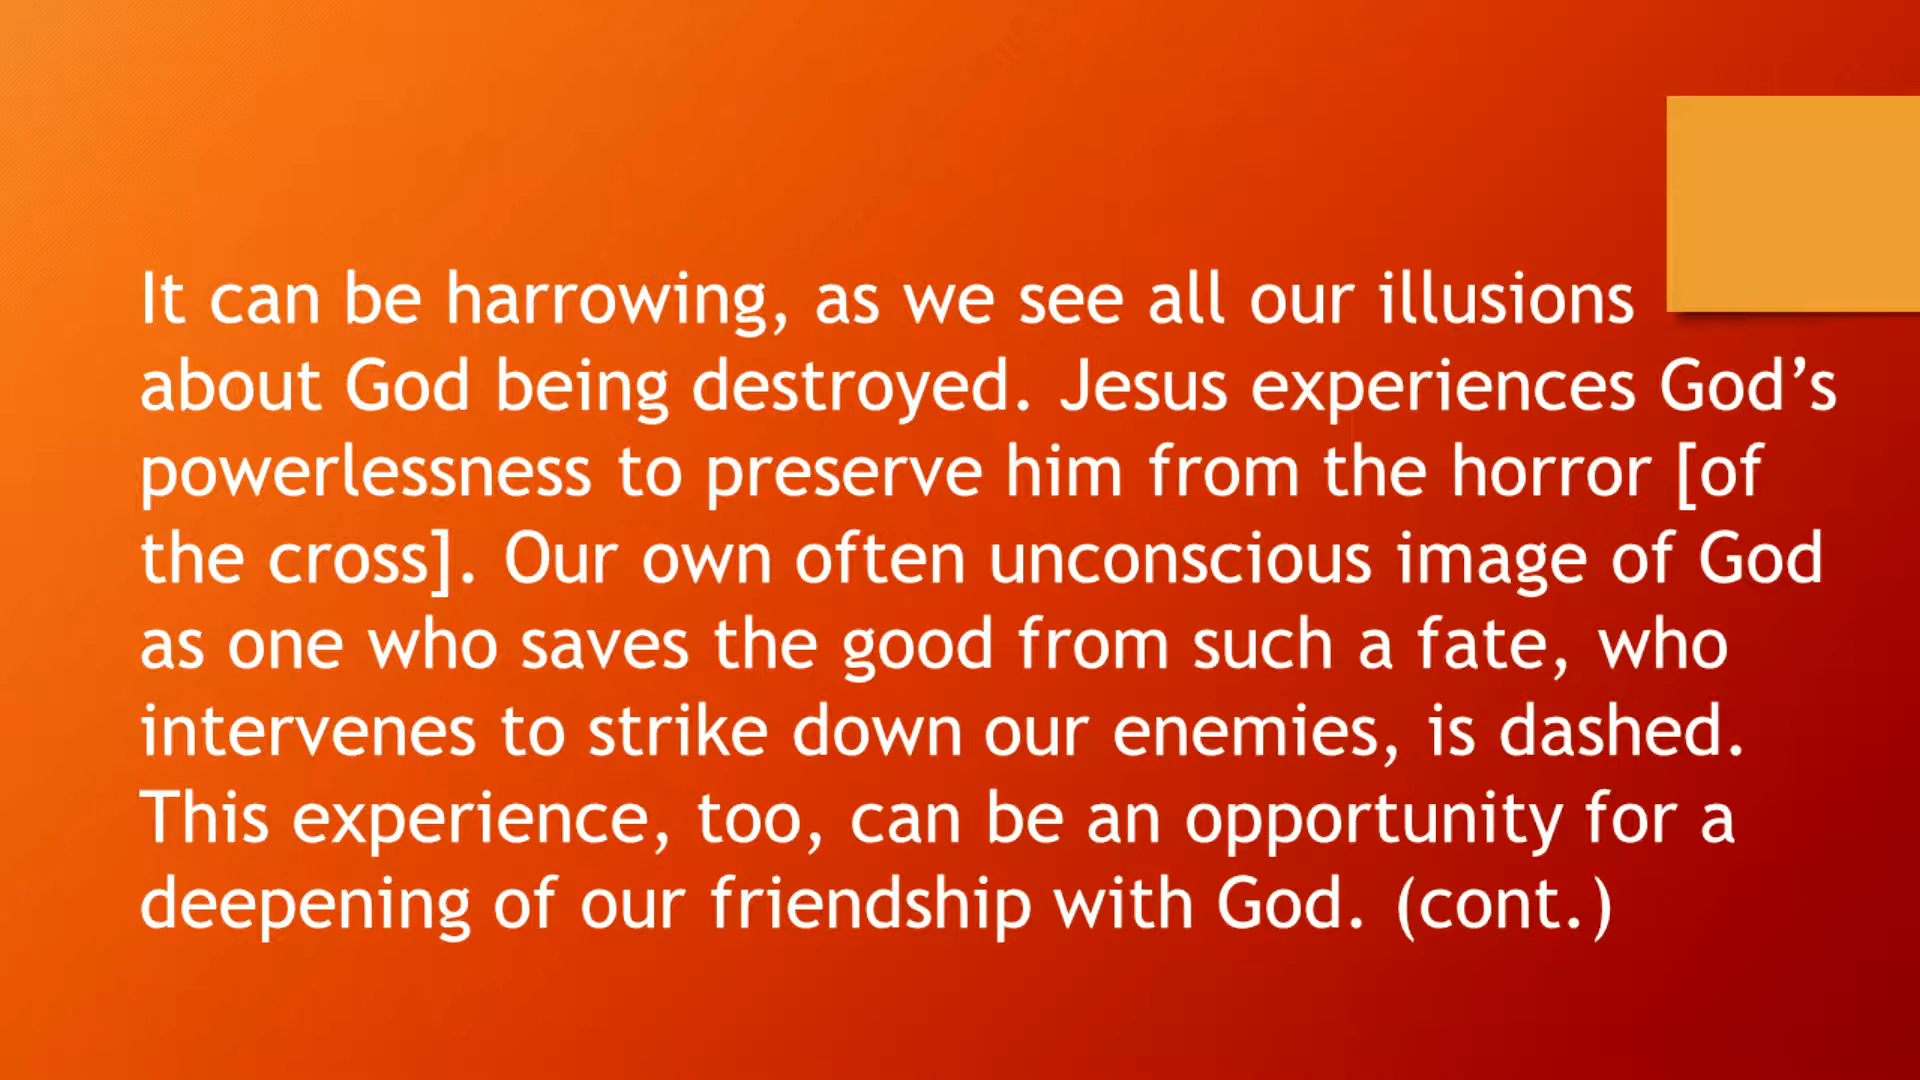 It can be harrowing, as we see all our illusions
about God being destroyed. Jesus experiences God’s
powerlessness to preserve him from the horror [of
the cross]. Our own often unconscious image of God
as one who saves the good from such a fate, who
intervenes to strike down our enemies, is dashed.
This experience, too, can be an opportunity for a
deepening of our friendship with God. (cont.)